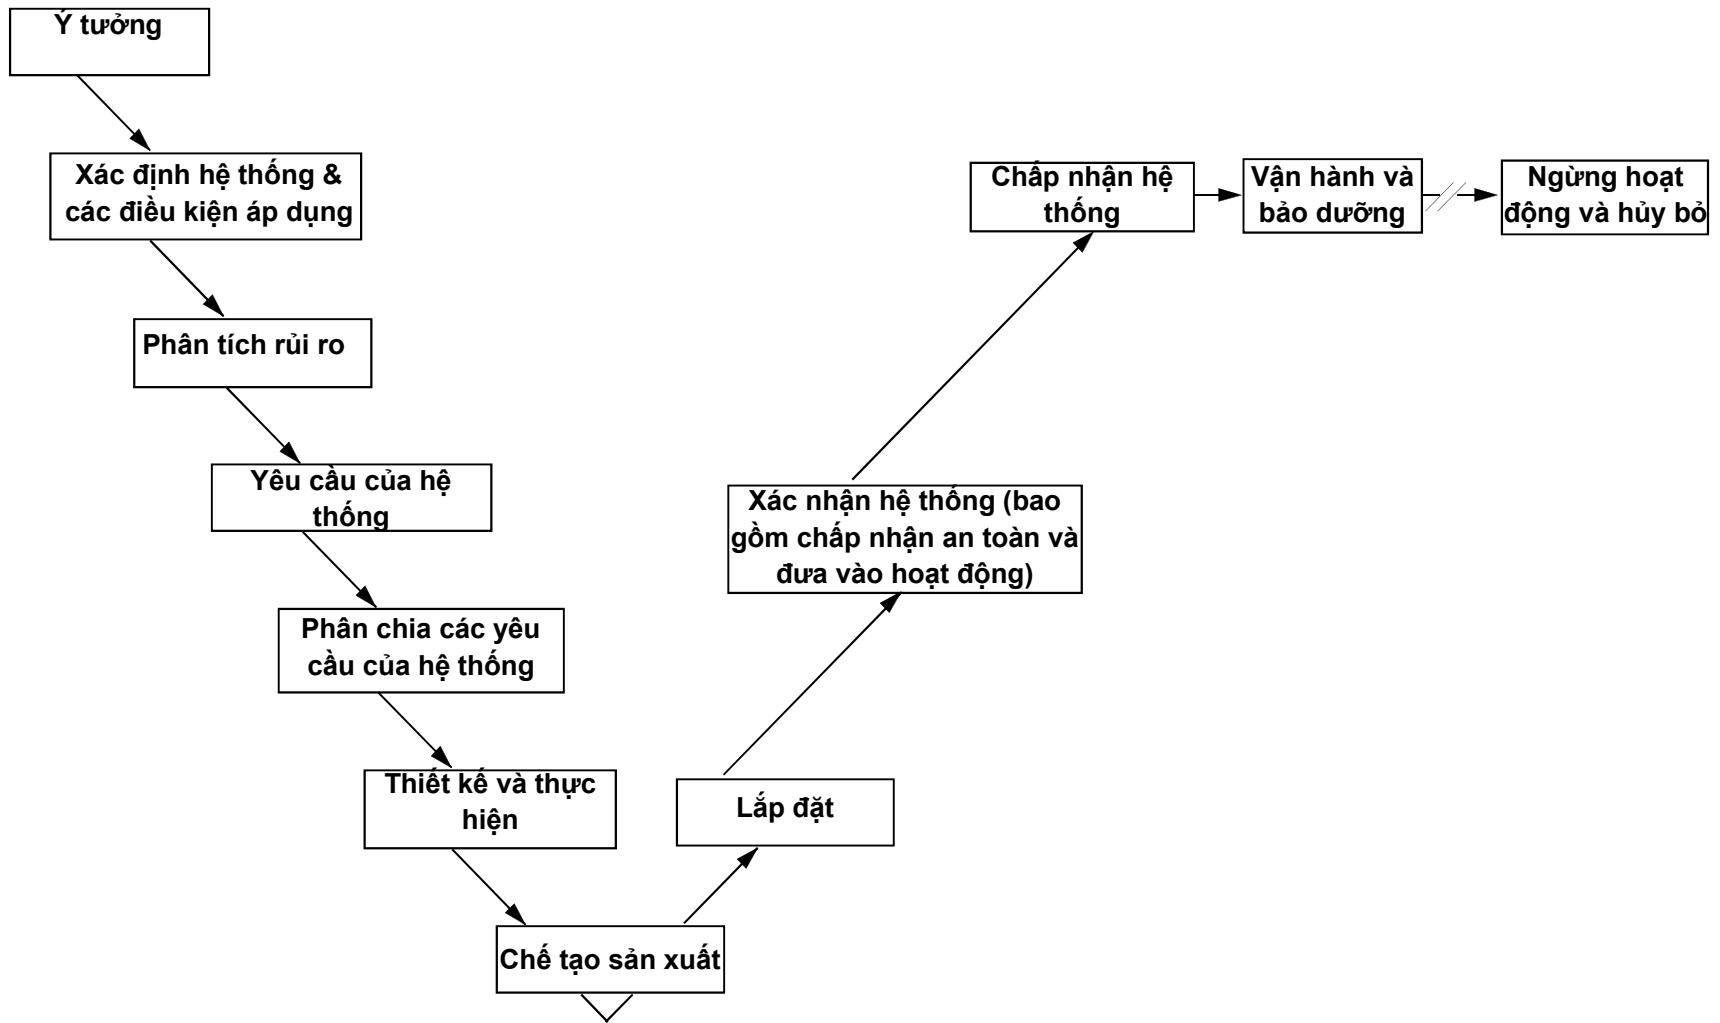 Ý tưởng
Xác định hệ thống &
các điều kiện áp dụng
Phân tích rủi ro
Yêu cầu của hệ
thống
Phân chia các yêu
cầu của hệ thống
Thiết kế và thực
hiện
Chế tạo sản xuất
Lắp đặt
Xác nhận hệ thống (bao
gồm chấp nhận an toàn và
đưa vào hoạt động)
Chấp nhận hệ
thống
Vận hành và
bảo dưỡng
Ngừng hoạt
động và hủy bỏ